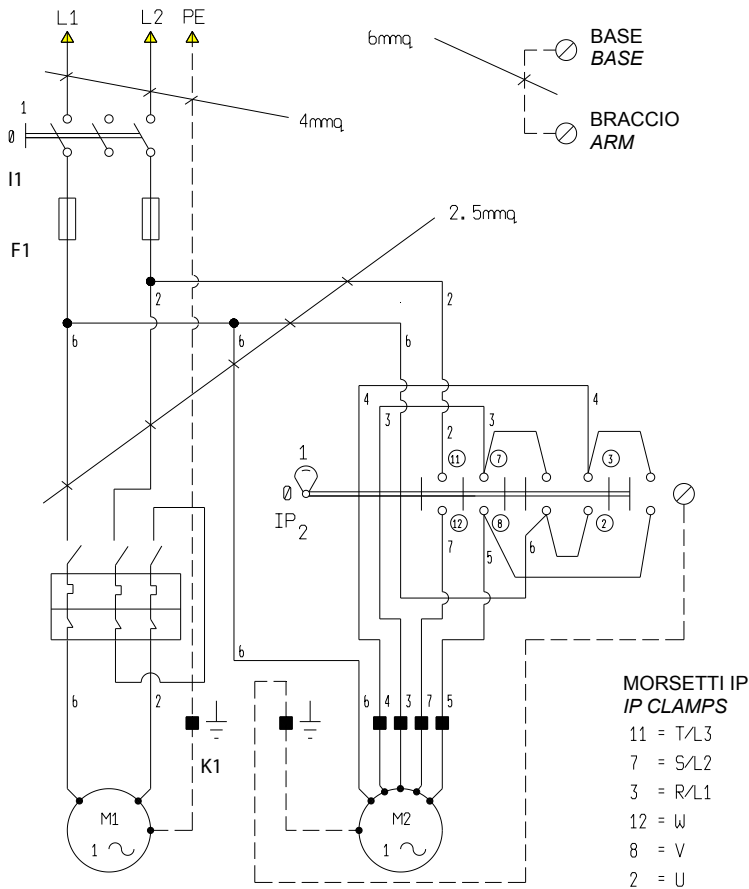 L1
L2
PE
6mmq
BASE
BASE
BRACCIO
ARM
4mmq
1
0
I1
F1
2.5mmq
2
2
6
6
6
4
4
3
3
2
1
0
IP2
11
7
3
12
8
2
7
5
6
6
6
2
6
4
3
7
5
K1
M1
1
M2
1
MORSETTI IP
IP CLAMPS
11 = T/L3
7 = S/L2
3 = R/L1
12 = W
8 = V
2 = U